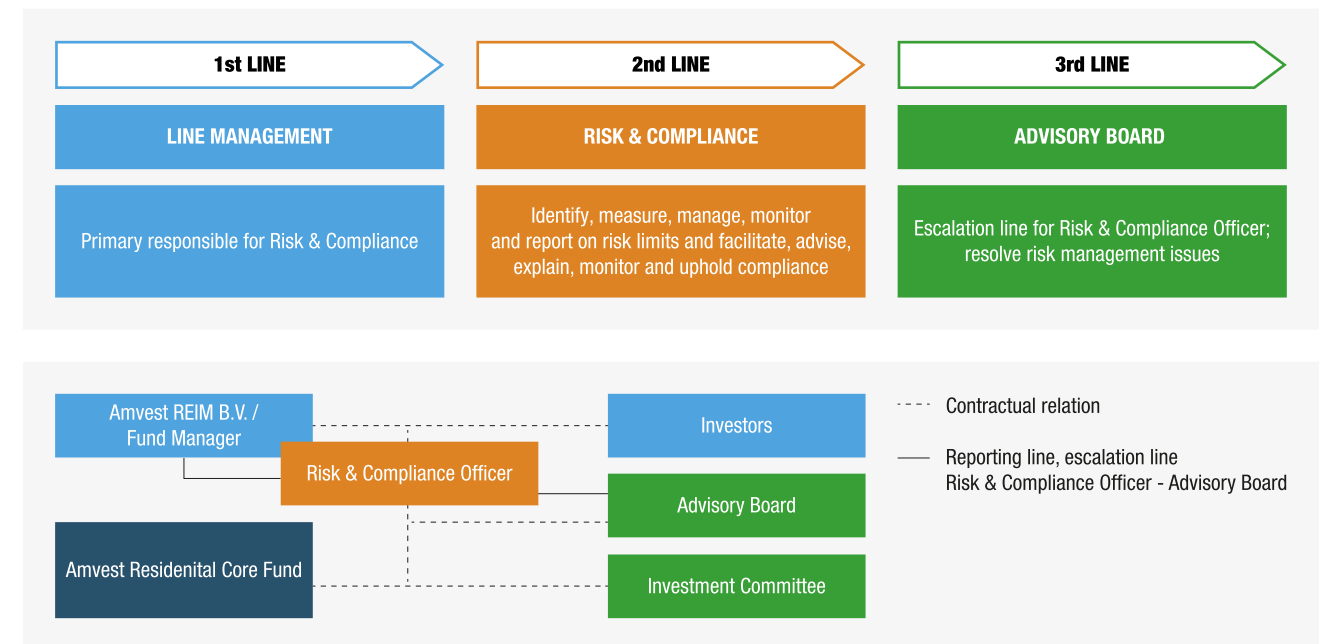 1st LINE
2nd LINE
3rd LINE
LINE MANAGEMENT
RISK & COMPLIANCE
ADVISORY BOARD
Primary responsible for Risk & Compliance
Identify, measure, manage, monitor
and report on risk limits and facilitate, advise,
explain, monitor and uphold compliance
Escalation line for Risk & Compliance Officer;
resolve risk management issues
Amvest REIM B.V. /
Fund Manager
Risk & Compliance Officer
Amvest Residenital Core Fund
Investors
Advisory Board
Investment Committee
Contractual relation
Reporting line, escalation line
Risk & Compliance Officer - Advisory Board